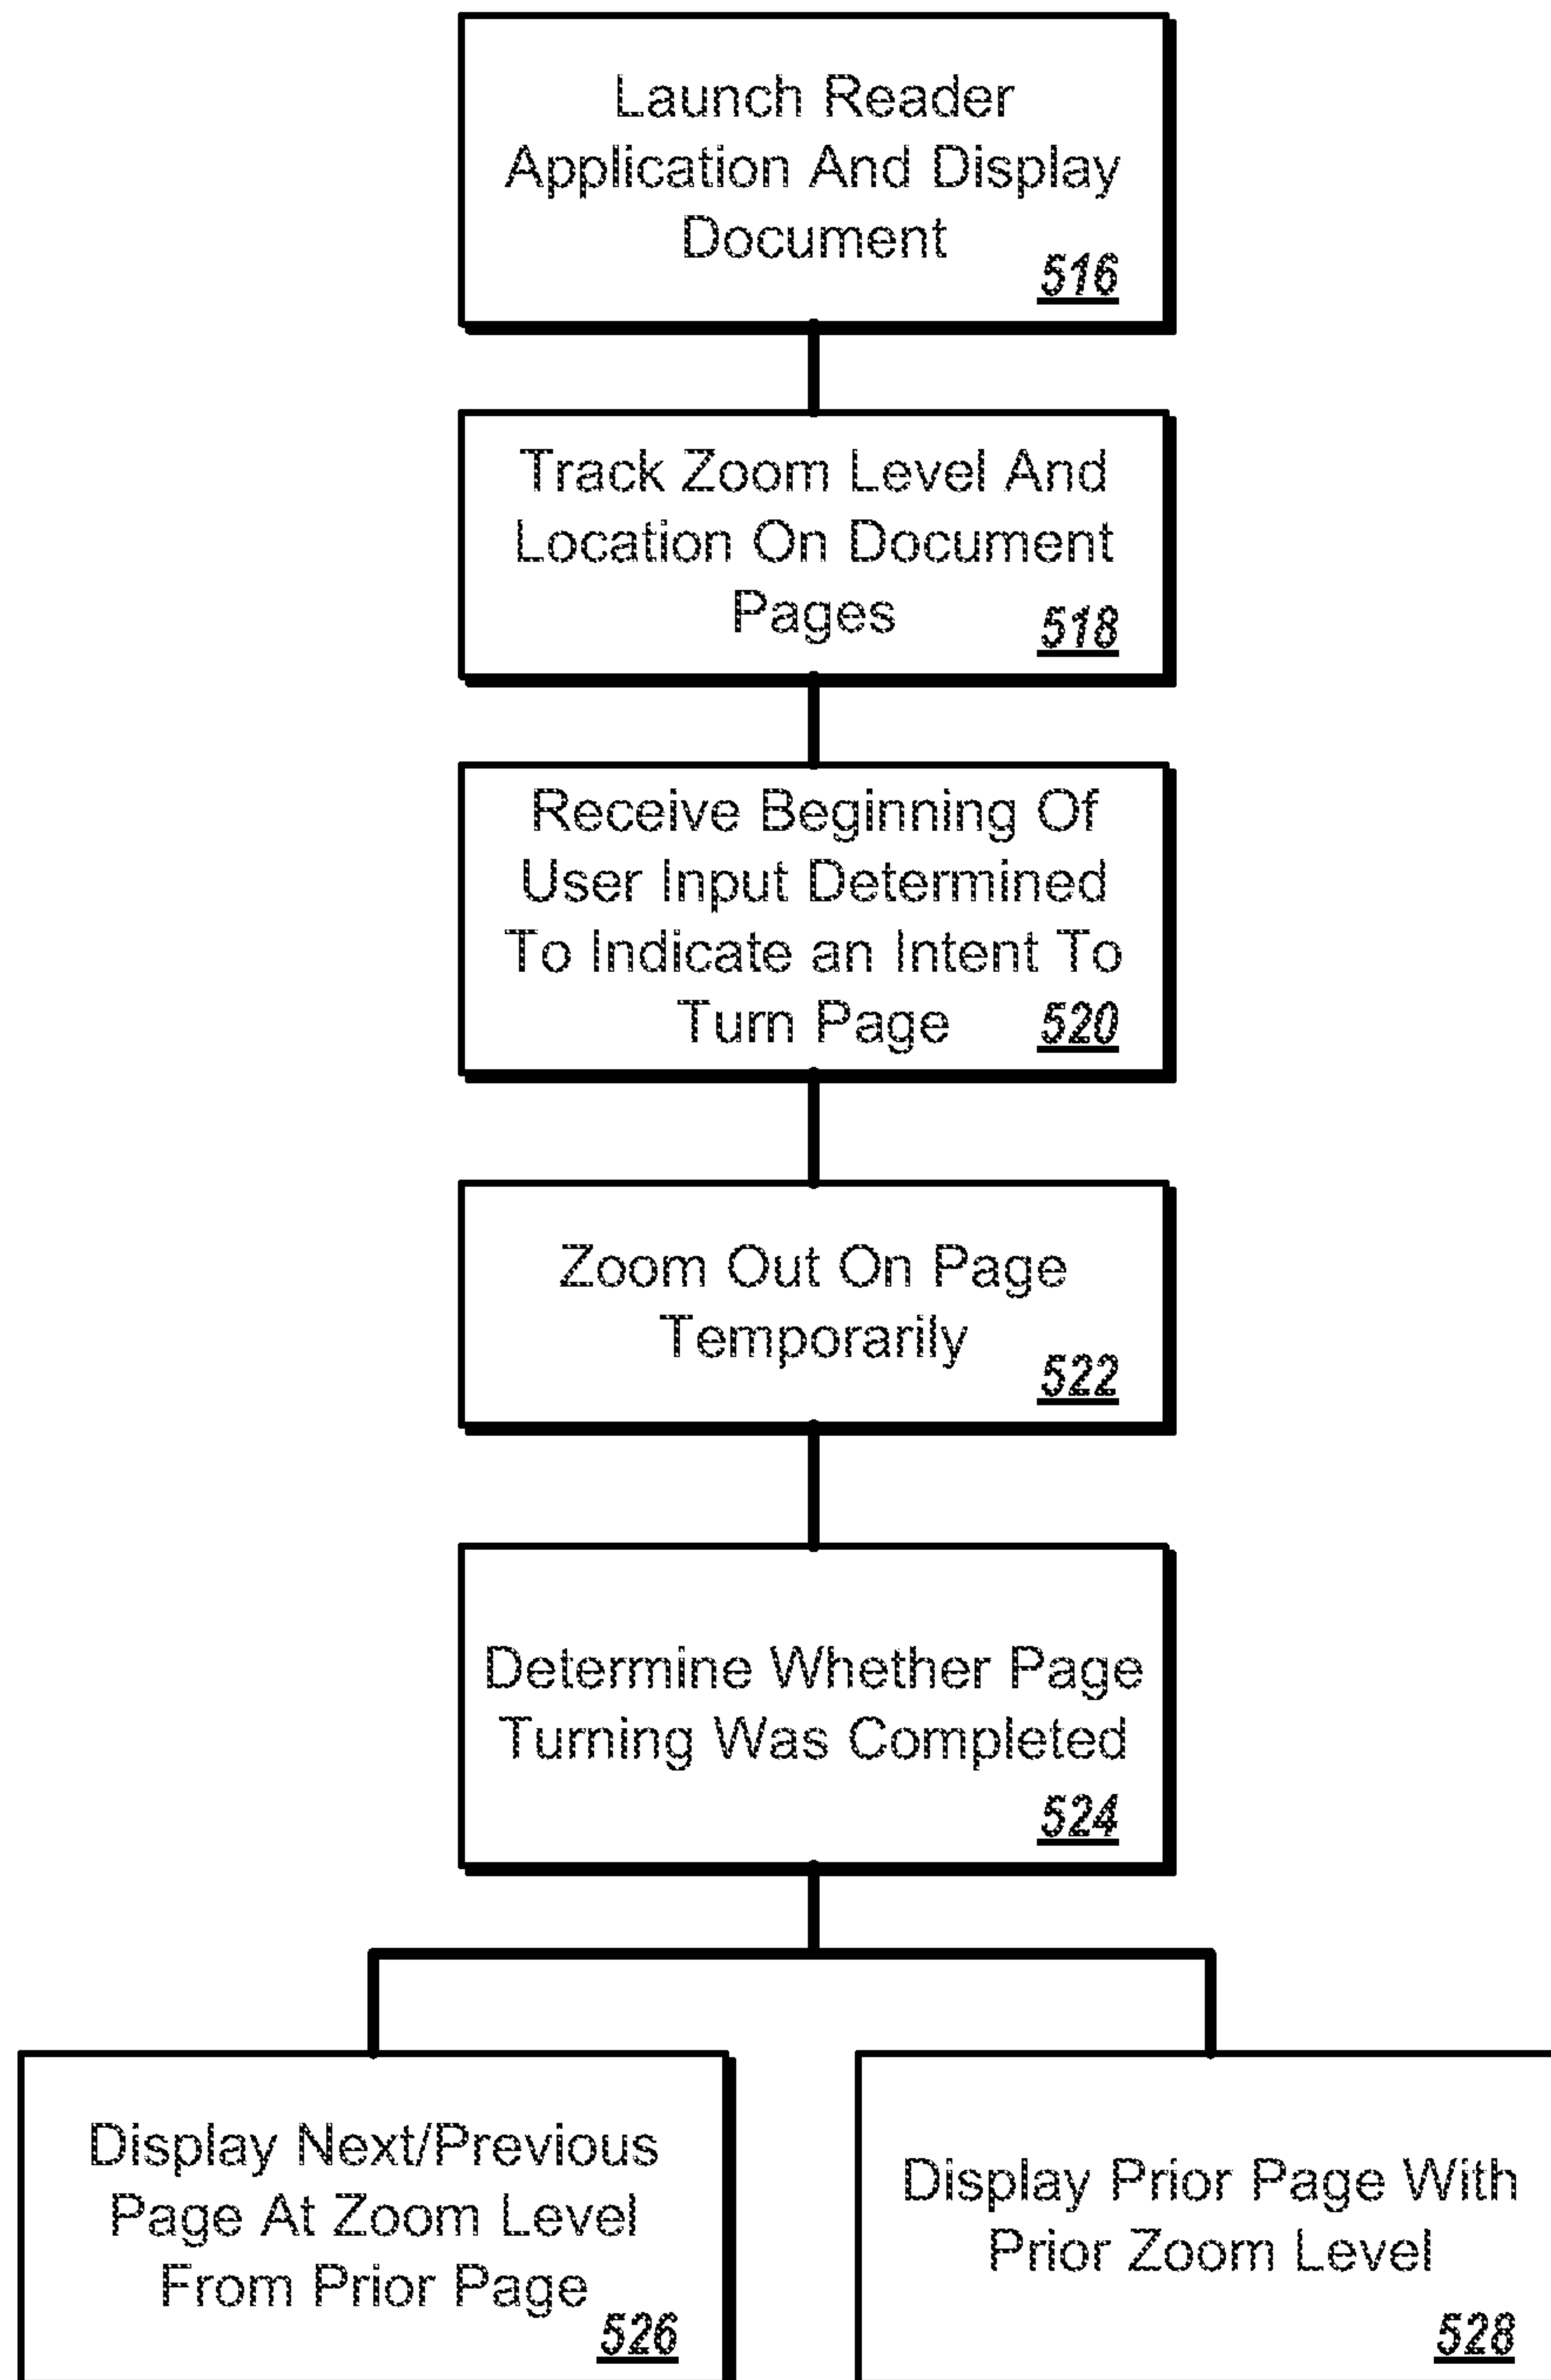 Launch Reader
Application And Display
Document
516
Track Zoom Level And
Location On Document
Pages
518
Receive Beginning Of
User Input Determined
To Indicate an Intent To
Turn Page
520
Zoom Out On Page
Temporarily
522
Determine Whether Page
Turning Was Completed
524
Display Next/Previous
Page At Zoom Level
From Prior Page
526
Display Prior Page With
Prior Zoom Level
528